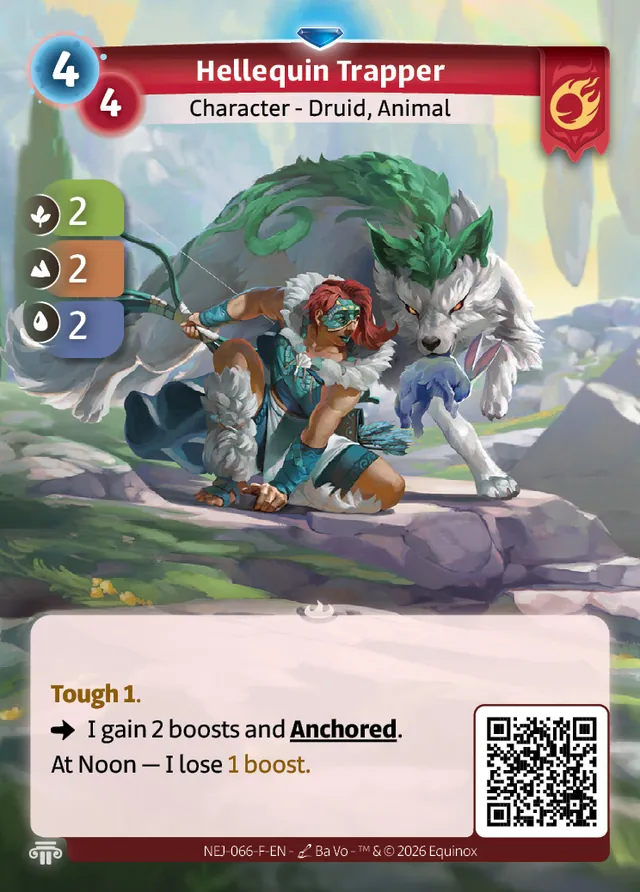 4
4
Hellequin Trapper
Character - Druid, Animal
2
2
2
Tough 1.
I gain 2 boosts and Anchored.
At Noon — I lose 1 boost.
NEJ-066-F-EN - Ba Vo - ™ & © 2026 Equinox